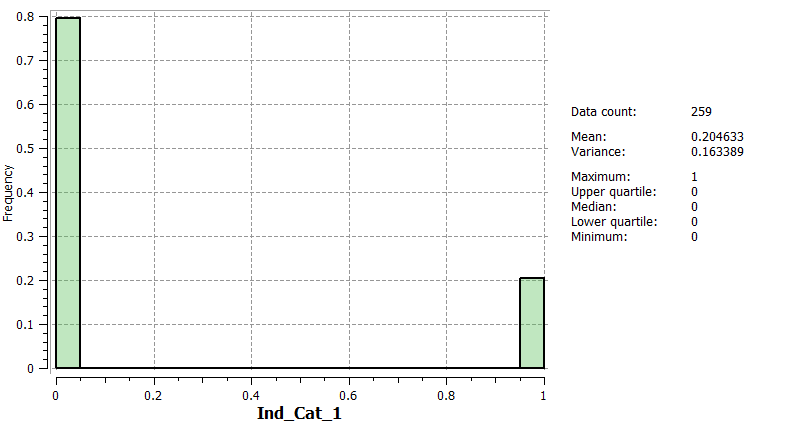 0.8
0.7
0.6
0.5
0.4
0.3
0.2
0.1
0
Frequency
0 0.2 0.4 0.6 0.8 1
Ind_Cat_1
Data count: 259
Mean: 0.204633
Variance: 0.163389
Maximum: 1
Upper quartile: 0
Median: 0
Lower quartile: 0
Minimum: 0